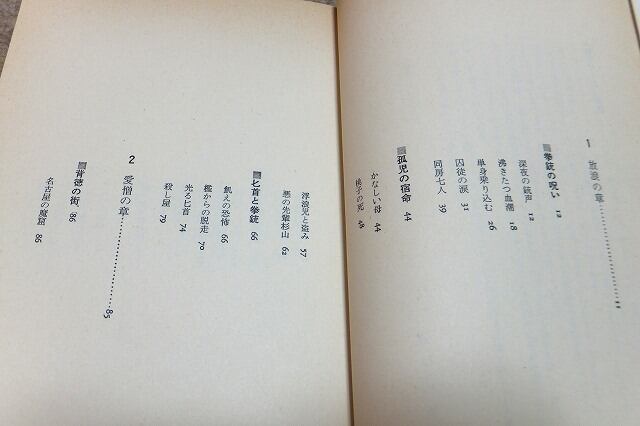 1 放浪の章…………11
■拳銃の呪い 12
深夜の銃声 12
沸きたつ血潮 18
単身乗り込む 26
囚徒の涙 31
同房七人 39
■孤児の宿命 44
かなしい母 44
桃子の死 48
浮浪児と盗み 57
悪の先輩杉山 62
■匕首と拳銃 66
飢えの恐怖 66
檻からの脱走 70
光る匕首 74
殺し屋 79
2 愛僧の章…………85
■背徳の街 86
名古屋の魔窟 86